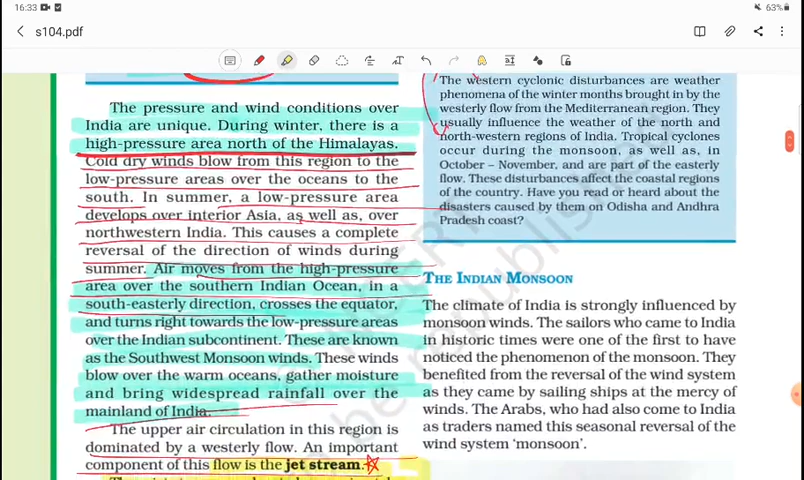 16:33
63%
s104.pdf
The pressure and wind conditions over
India are unique. During winter, there is a
high-pressure area north of the Himalayas.
Cold dry winds blow from this region to the
low-pressure areas over the oceans to the
south. In summer, a low-pressure area
develops over interior Asia, as well as, over
northwestern India. This causes a complete
reversal of the direction of winds during
summer. Air moves from the high-pressure
area over the southern Indian Ocean, in a
south-easterly direction, crosses the equator,
and turns right towards the low-pressure areas
over the Indian subcontinent. These are known
as the Southwest Monsoon winds. These winds
blow over the warm oceans, gather moisture
and bring widespread rainfall over the
mainland of India.
The upper air circulation in this region is
dominated by a westerly flow. An important
component of this flow is the jet stream.
The western cyclonic disturbances are weather
phenomena of the winter months brought in by the
westerly flow from the Mediterranean region. They
usually influence the weather of the north and
north-western regions of India. Tropical cyclones
occur during the monsoon, as well as, in
October – November, and are part of the easterly
flow. These disturbances affect the coastal regions
of the country. Have you read or heard about the
disasters caused by them on Odisha and Andhra
Pradesh coast?
THE INDIAN MONSOON
The climate of India is strongly influenced by
monsoon winds. The sailors who came to India
in historic times were one of the first to have
noticed the phenomenon of the monsoon. They
benefited from the reversal of the wind system
as they came by sailing ships at the mercy of
winds. The Arabs, who had also come to India
as traders named this seasonal reversal of the
wind system 'monsoon'.